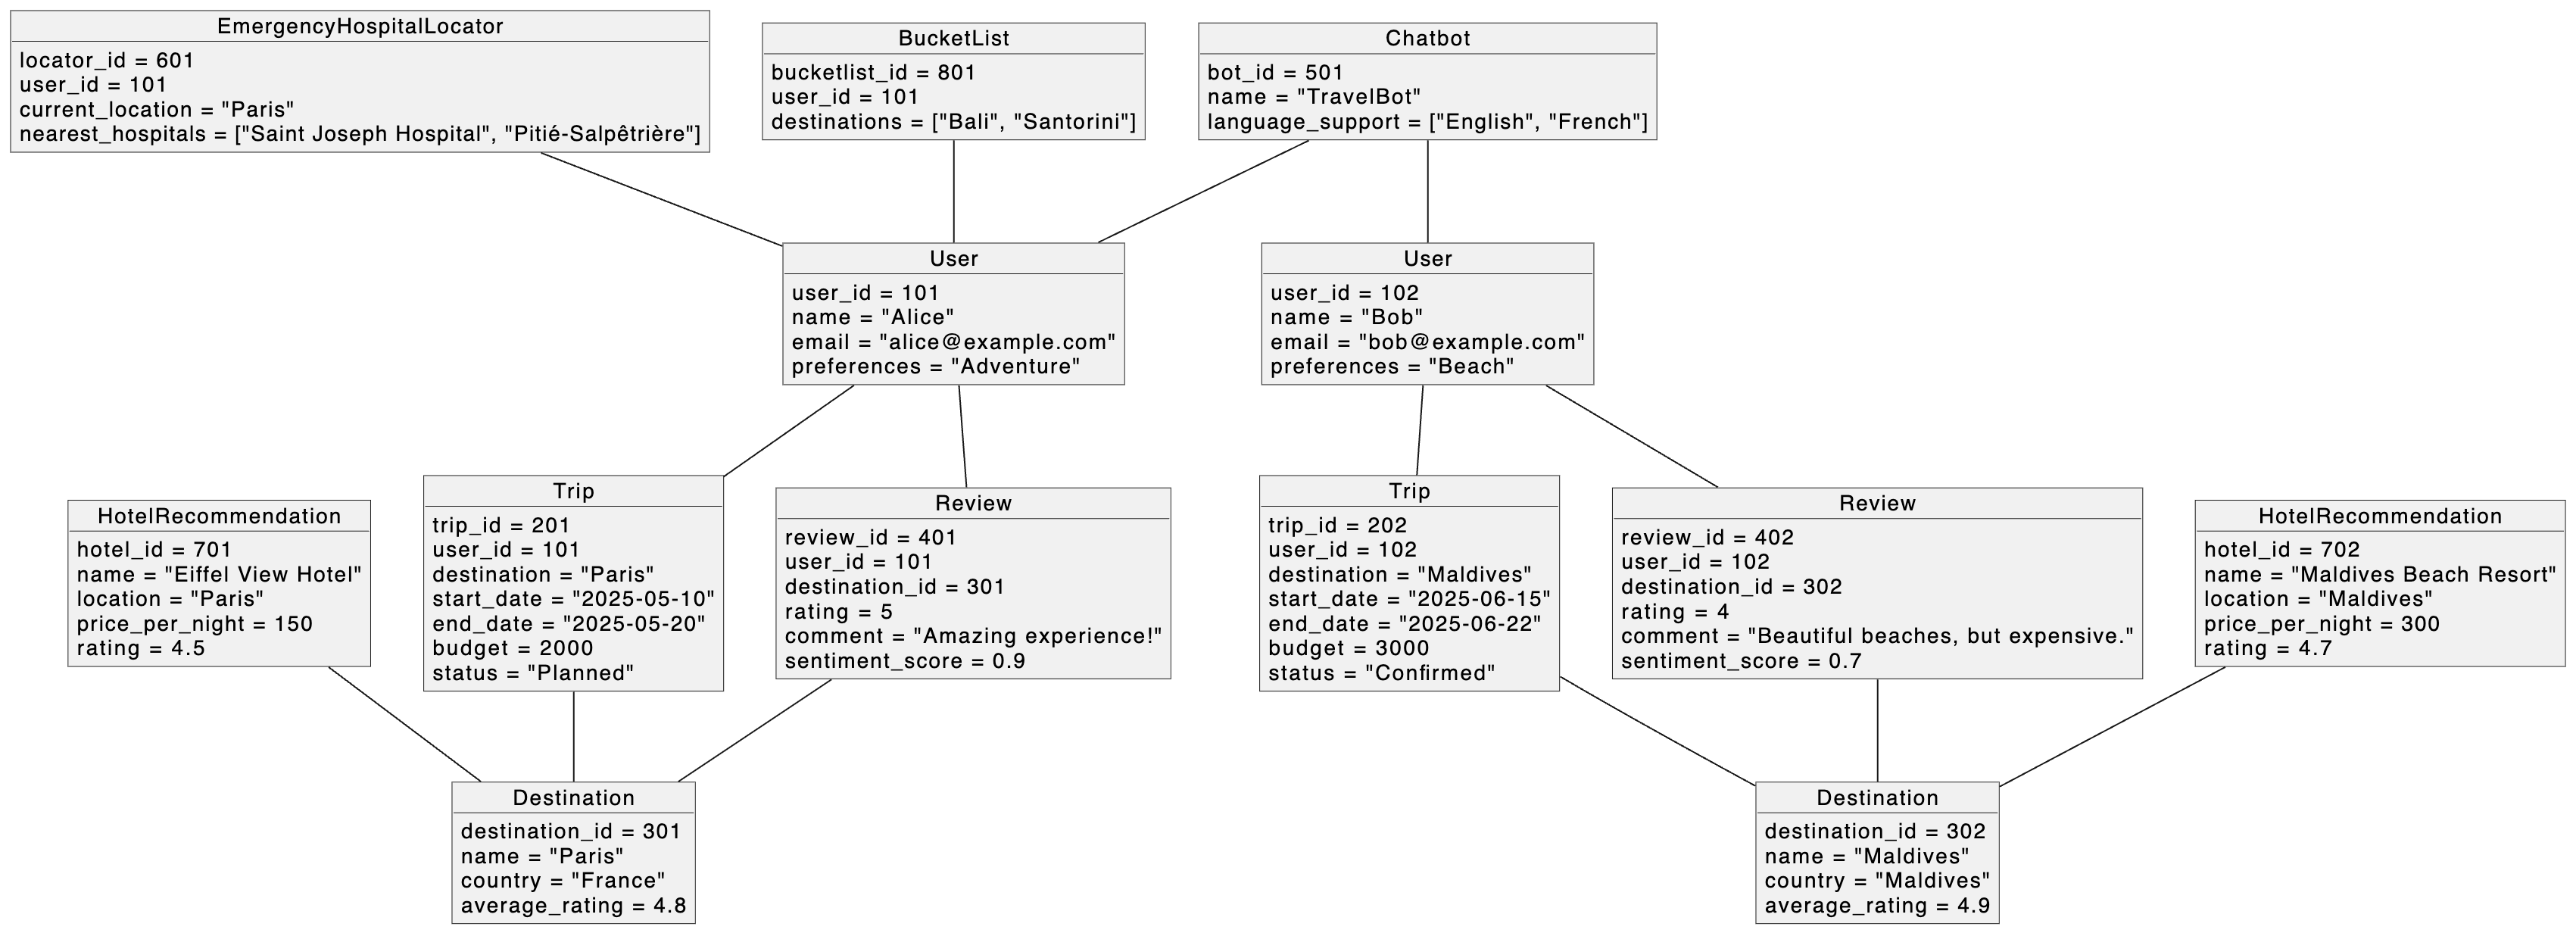 EmergencyHospitalLocator
locator_id = 601
user_id = 101
current_location = "Paris"
nearest_hospitals = ["Saint Joseph Hospital", "Pitié-Salpêtrière"]
BucketList
bucketlist_id = 801
user_id = 101
destinations = ["Bali", "Santorini"]
Chatbot
bot_id = 501
name = "TravelBot"
language_support = ["English", "French"]
User
user_id = 101
name = "Alice"
email = "alice@example.com"
preferences = "Adventure"
User
user_id = 102
name = "Bob"
email = "bob@example.com"
preferences = "Beach"
HotelRecommendation
hotel_id = 701
name = "Eiffel View Hotel"
location = "Paris"
price_per_night = 150
rating = 4.5
Trip
trip_id = 201
user_id = 101
destination = "Paris"
start_date = "2025-05-10"
end_date = "2025-05-20"
budget = 2000
status = "Planned"
Review
review_id = 401
user_id = 101
destination_id = 301
rating = 5
comment = "Amazing experience!"
sentiment_score = 0.9
Trip
trip_id = 202
user_id = 102
destination = "Maldives"
start_date = "2025-06-15"
end_date = "2025-06-22"
budget = 3000
status = "Confirmed"
Review
review_id = 402
user_id = 102
destination_id = 302
rating = 4
comment = "Beautiful beaches, but expensive."
sentiment_score = 0.7
HotelRecommendation
hotel_id = 702
name = "Maldives Beach Resort"
location = "Maldives"
price_per_night = 300
rating = 4.7
Destination
destination_id = 301
name = "Paris"
country = "France"
average_rating = 4.8
Destination
destination_id = 302
name = "Maldives"
country = "Maldives"
average_rating = 4.9